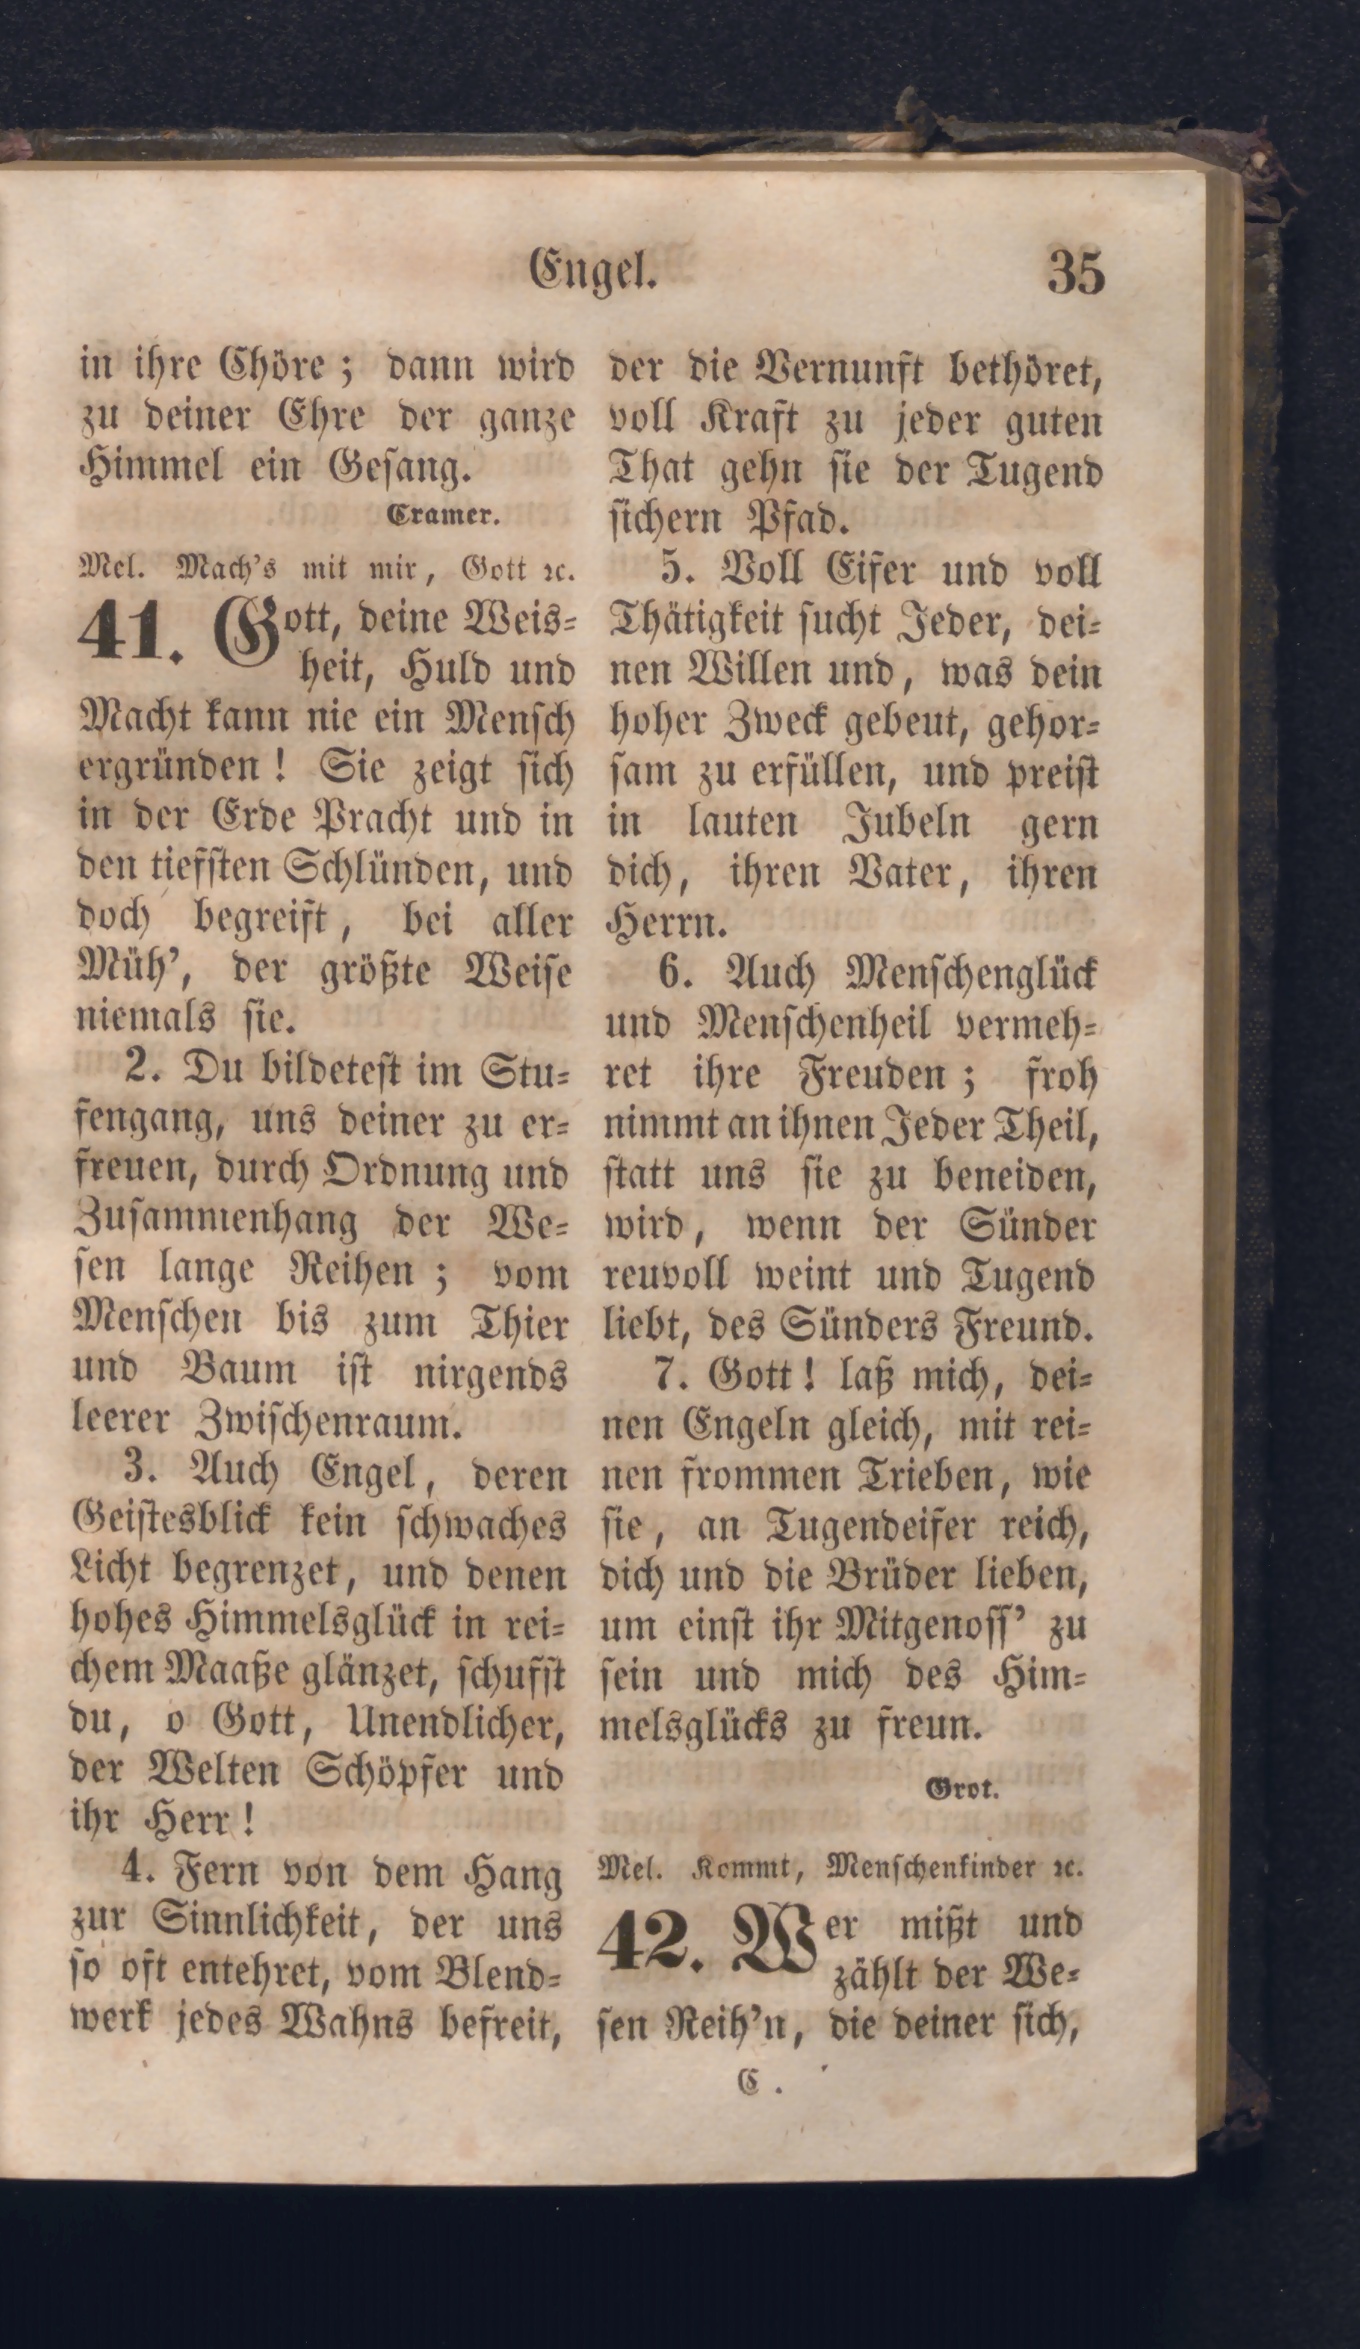 Engel. 35
in ihre Chöre; dann wird
zu deiner Ehre der ganze
Himmel ein Gesang.
Cramer.
Mel. Mach's mit mir, Gott ꝛc.
41. Gott, deine Weis-
heit, Huld und
Macht kann nie ein Mensch
ergründen! Sie zeigt sich
in der Erde Pracht und in
den tiefsten Schlünden, und
doch begreift, bei aller
Müh', der größte Weise
niemals sie.
2. Du bildetest im Stu-
fengang, uns deiner zu er-
freuen, durch Ordnung und
Zusammenhang der We-
sen lange Reihen; vom
Menschen bis zum Thier
und Baum ist nirgends
leerer Zwischenraum.
3. Auch Engel, deren
Geistesblick kein schwaches
Licht begrenzet, und denen
hohes Himmelsglück in rei-
chem Maaße glänzet, schufst
du, o Gott, Unendlicher,
der Welten Schöpfer und
ihr Herr!
4. Fern von dem Hang
zur Sinnlichkeit, der uns
so oft entehret, vom Blend-
werk jedes Wahns befreit,
der die Vernunft bethöret,
voll Kraft zu jeder guten
That gehn sie der Tugend
sichern Pfad.
5. Voll Eifer und voll
Thätigkeit sucht Jeder, dei-
nen Willen und, was dein
hoher Zweck gebeut, gehor-
sam zu erfüllen, und preist
in lauten Jubeln gern
dich, ihren Vater, ihren
Herrn.
6. Auch Menschenglück
und Menschenheil vermeh-
ret ihre Freuden; froh
nimmt an ihnen Jeder Theil,
statt uns sie zu beneiden,
wird, wenn der Sünder
reuvoll weint und Tugend
liebt, des Sünders Freund.
7. Gott! laß mich, dei-
nen Engeln gleich, mit rei-
nen frommen Trieben, wie
sie, an Tugendeifer reich,
dich und die Brüder lieben,
um einst ihr Mitgenoss' zu
sein und mich des Him-
melsglücks zu freun.
Grot.
Mel. Kommt, Menschenkinder ꝛc.
42. Wer mißt und
zählt der We-
sen Reih'n, die deiner sich,
C.